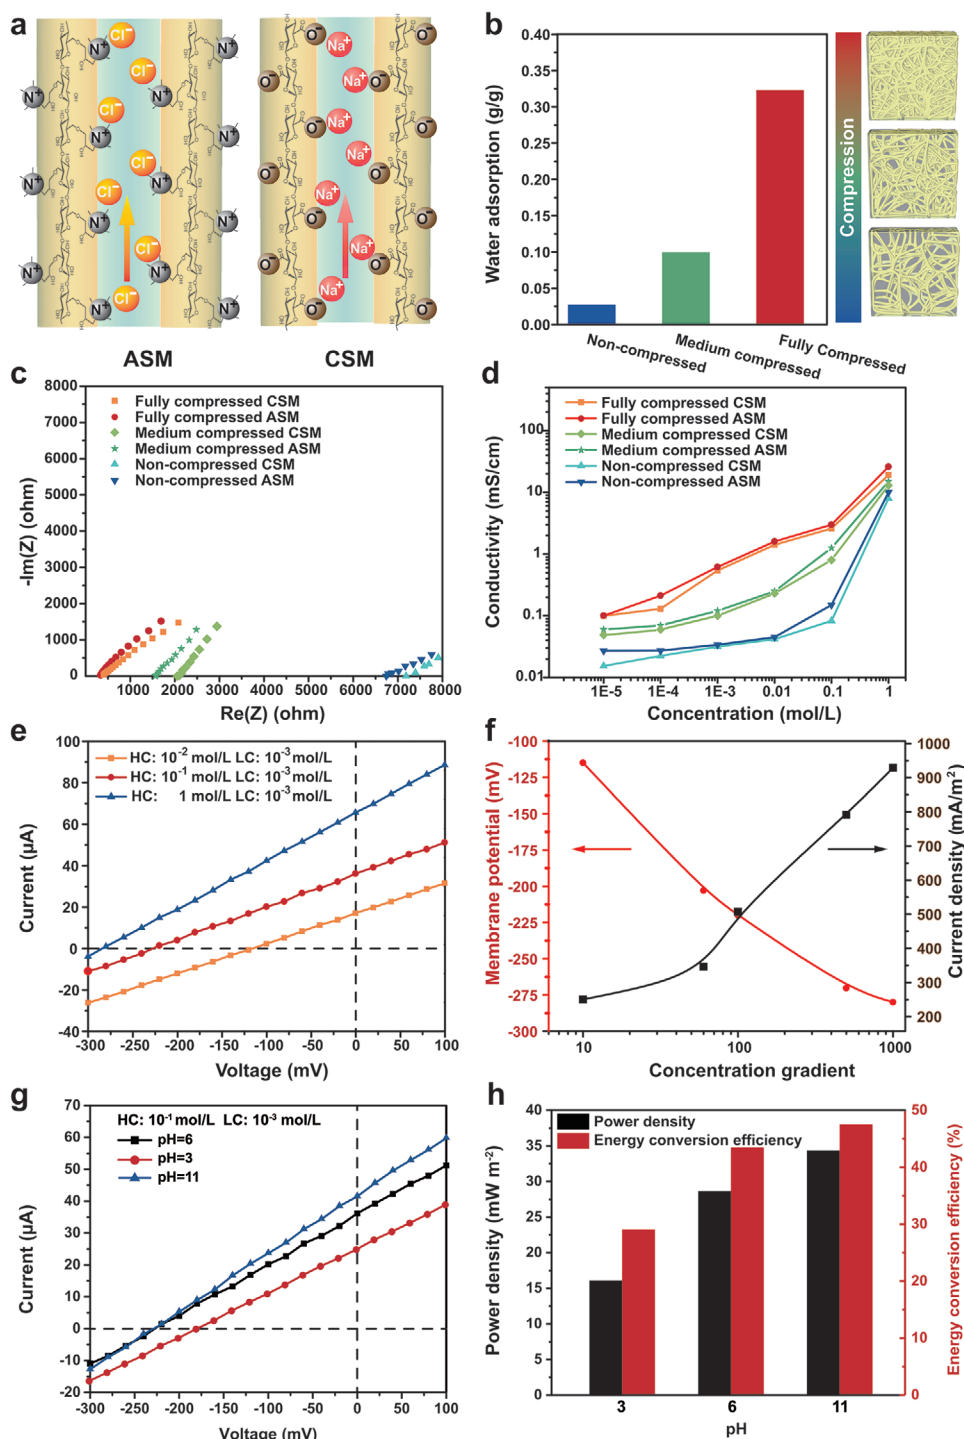 a
Cl⁻
N⁺
Cl⁻
N⁺
N⁺
N⁺
Cl⁻
N⁺
N⁺
Cl⁻
N⁺
N⁺
Cl⁻
N⁺
N⁺
Cl⁻
N⁺
N⁺
Cl⁻
N⁺
N⁺
ASM
O⁻
Na⁺
O⁻
O⁻
Na⁺
O⁻
Na⁺
O⁻
O⁻
Na⁺
O⁻
O⁻
Na⁺
O⁻
O⁻
Na⁺
O⁻
O⁻
Na⁺
O⁻
O⁻
CSM
b
Water adsorption (g/g)
0.40
0.35
0.30
0.25
0.20
0.15
0.10
0.05
0.00
Non-compressed
Medium compressed
Fully Compressed
Compression
c
-Im(Z) (ohm)
8000
7000
6000
5000
4000
3000
2000
1000
0
Fully compressed CSM
Fully compressed ASM
Medium compressed CSM
Medium compressed ASM
Non-compressed CSM
Non-compressed ASM
1000 2000 3000 4000 5000 6000 7000 8000
Re(Z) (ohm)
d
Conductivity (mS/cm)
100
10
1
0.1
0.01
Fully compressed CSM
Fully compressed ASM
Medium compressed CSM
Medium compressed ASM
Non-compressed CSM
Non-compressed ASM
1E-5 1E-4 1E-3 0.01 0.1 1
Concentration (mol/L)
e
Current (µA)
100
80
60
40
20
0
-20
-40
HC: 10⁻² mol/L LC: 10⁻³ mol/L
HC: 10⁻¹ mol/L LC: 10⁻³ mol/L
HC: 1 mol/L LC: 10⁻³ mol/L
-300 -250 -200 -150 -100 -50 0 50 100
Voltage (mV)
f
Membrane potential (mV)
-100
-125
-150
-175
-200
-225
-250
-275
-300
1000
900
800
700
600
500
400
300
200
Current density (mA/m²)
10 100 1000
Concentration gradient
g
Current (µA)
70
60
50
40
30
20
10
0
-10
-20
HC: 10⁻¹ mol/L LC: 10⁻³ mol/L
pH=6
pH=3
pH=11
-300 -250 -200 -150 -100 -50 0 50 100
Voltage (mV)
h
Power density (mW m⁻²)
40
35
30
25
20
15
10
5
0
Power density
Energy conversion efficiency
50
40
30
20
10
0
Energy conversion efficiency (%)
3 6 11
pH